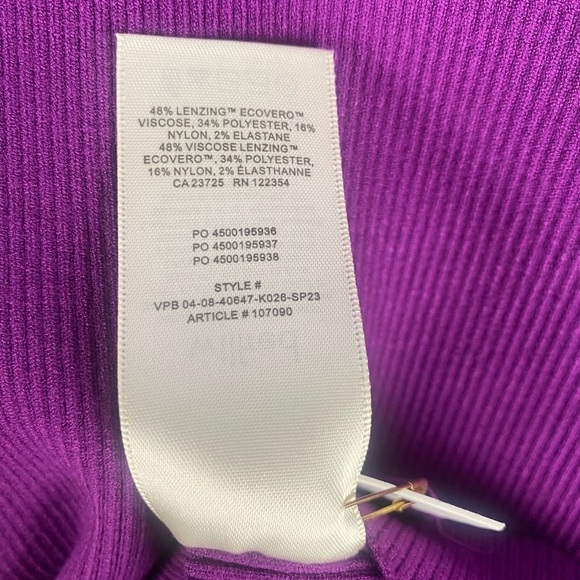 48% LENZING™ ECOVERO™
VISCOSE, 34% POLYESTER, 16%
NYLON, 2% ELASTANE
48% VISCOSE LENZING™
ECOVERO™, 34% POLYESTER,
16% NYLON, 2% ÉLASTHANNE
CA 23725 RN 122354
PO 4500195936
PO 4500195937
PO 4500195938
STYLE #
VPB 04-08-40647-K026-SP23
ARTICLE # 107090